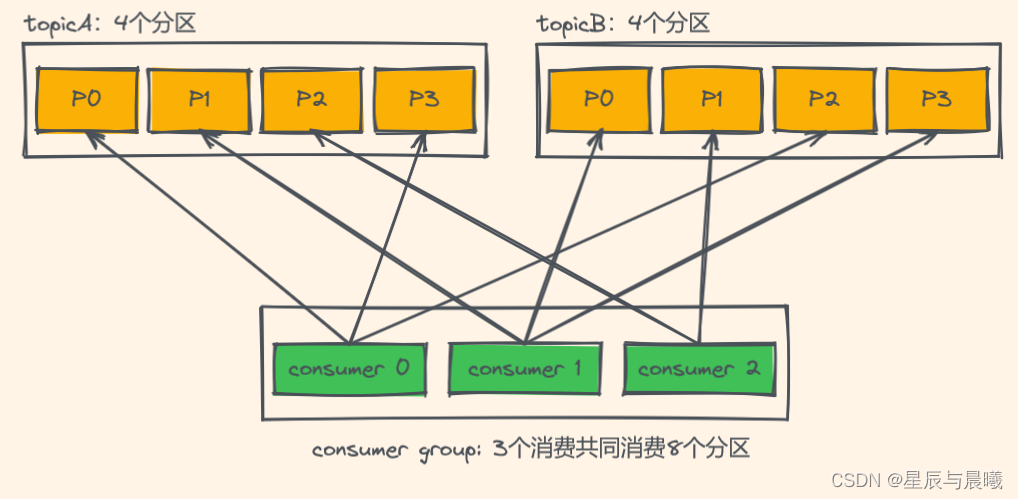 topicA: 4个分区
topicB: 4个分区
P0 P1 P2 P3
P0 P1 P2 P3
consumer 0 consumer 1 consumer 2
consumer group: 3个消费共同消费8个分区
CSDN @星辰与晨曦